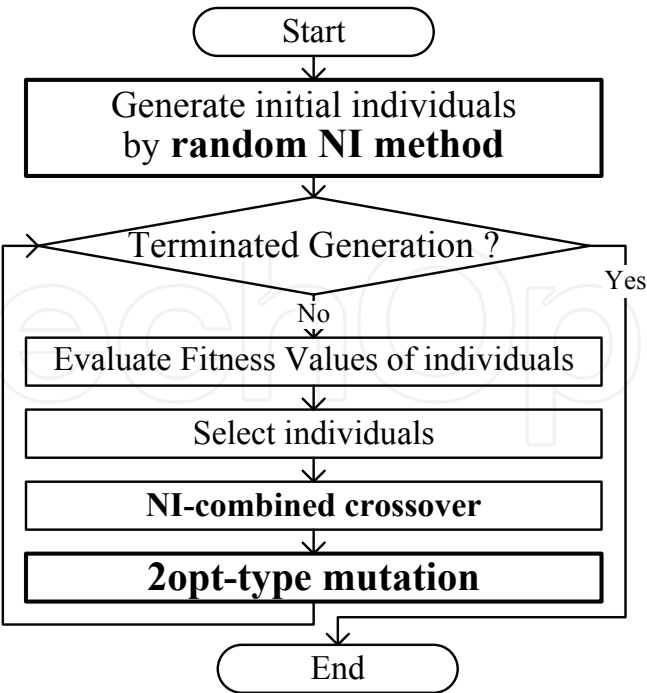 Start
Generate initial individuals
by random NI method
Terminated Generation ?
Yes
No
Evaluate Fitness Values of individuals
Select individuals
NI-combined crossover
2opt-type mutation
End